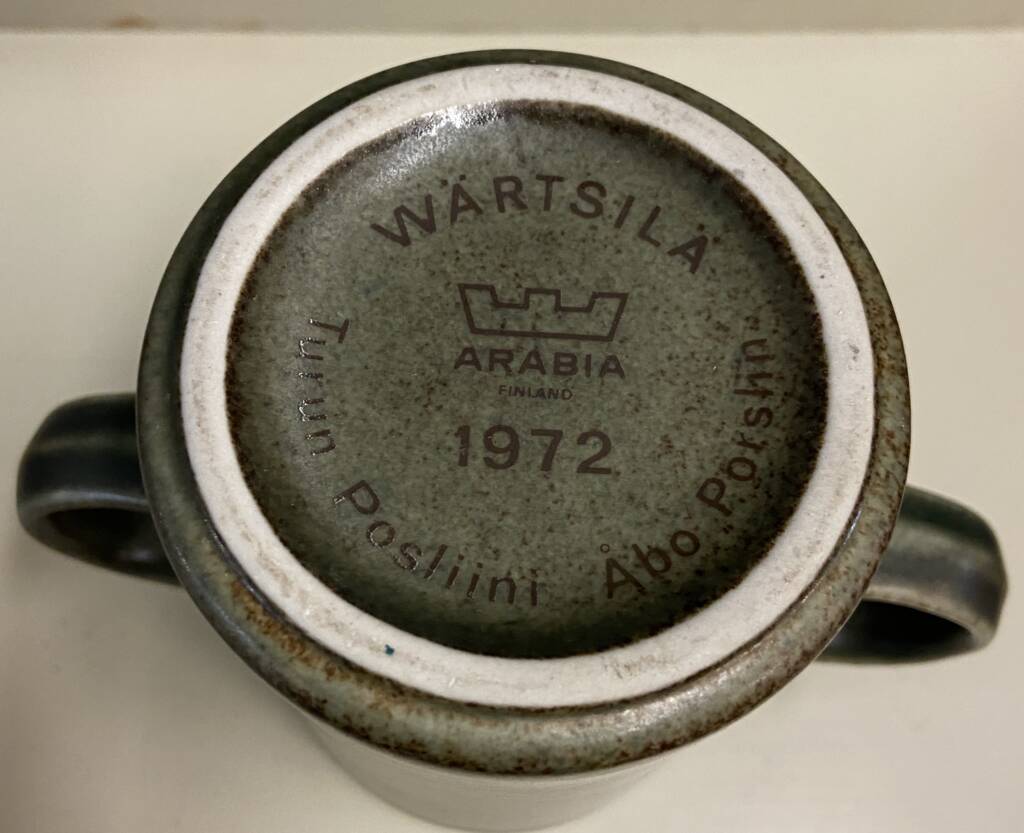 WÄRTSILÄ
ARABIA
FINLAND
1972
Turun Posliini
Åbo Porslin